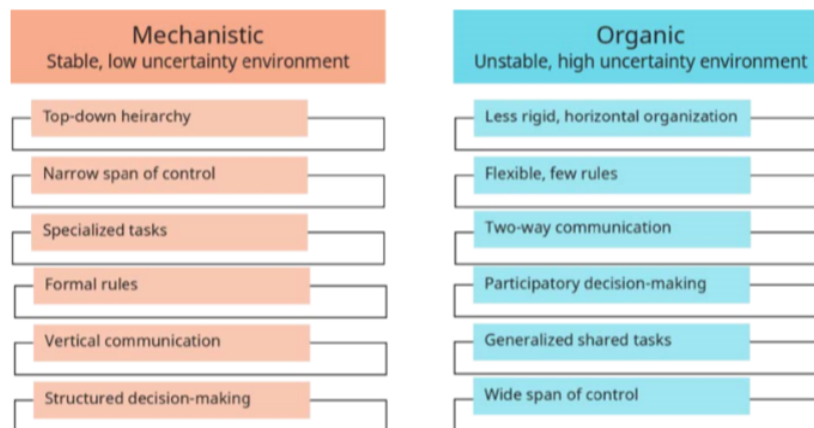 Mechanistic
Stable, low uncertainty environment
Top-down heirarchy
Narrow span of control
Specialized tasks
Formal rules
Vertical communication
Structured decision-making
Organic
Unstable, high uncertainty environment
Less rigid, horizontal organization
Flexible, few rules
Two-way communication
Participatory decision-making
Generalized shared tasks
Wide span of control